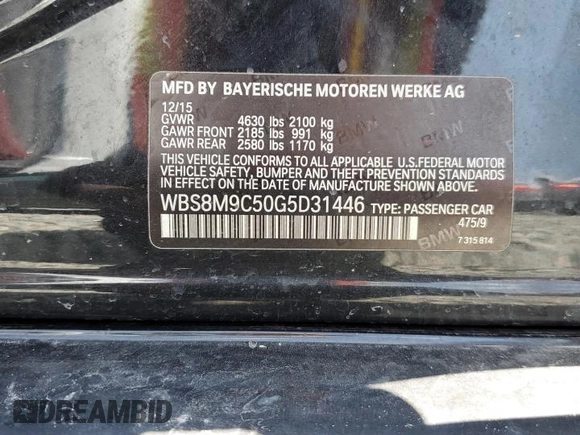 MFD BY BAYERISCHE MOTOREN WERKE AG
12/15
GVWR 4630 lbs 2100 kg
GAWR FRONT 2185 lbs 991 kg
GAWR REAR 2580 lbs 1170 kg
THIS VEHICLE CONFORMS TO ALL APPLICABLE U.S.FEDERAL MOTOR
VEHICLE SAFETY, BUMPER AND THEFT PREVENTION STANDARDS
IN EFFECT ON THE DATE OF MANUFACTURE SHOWN ABOVE.
WBS8M9C50G5D31446 TYPE: PASSENGER CAR
475/9
7 315 814
BMW
DREAMBID